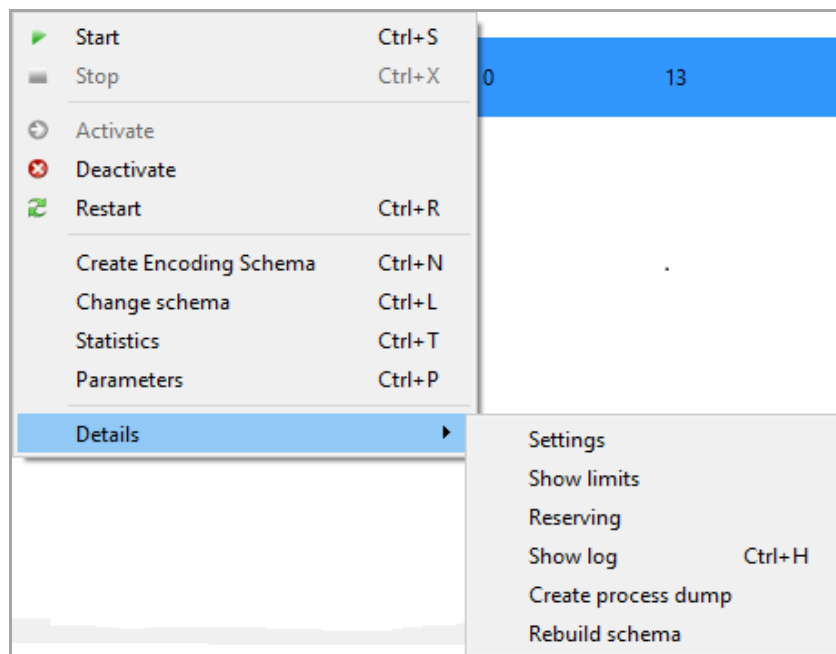 Start Ctrl+S
Stop Ctrl+X
0 13
Activate
Deactivate
Restart Ctrl+R
Create Encoding Schema Ctrl+N
Change schema Ctrl+L
Statistics Ctrl+T
Parameters Ctrl+P
Details
Settings
Show limits
Reserving
Show log Ctrl+H
Create process dump
Rebuild schema